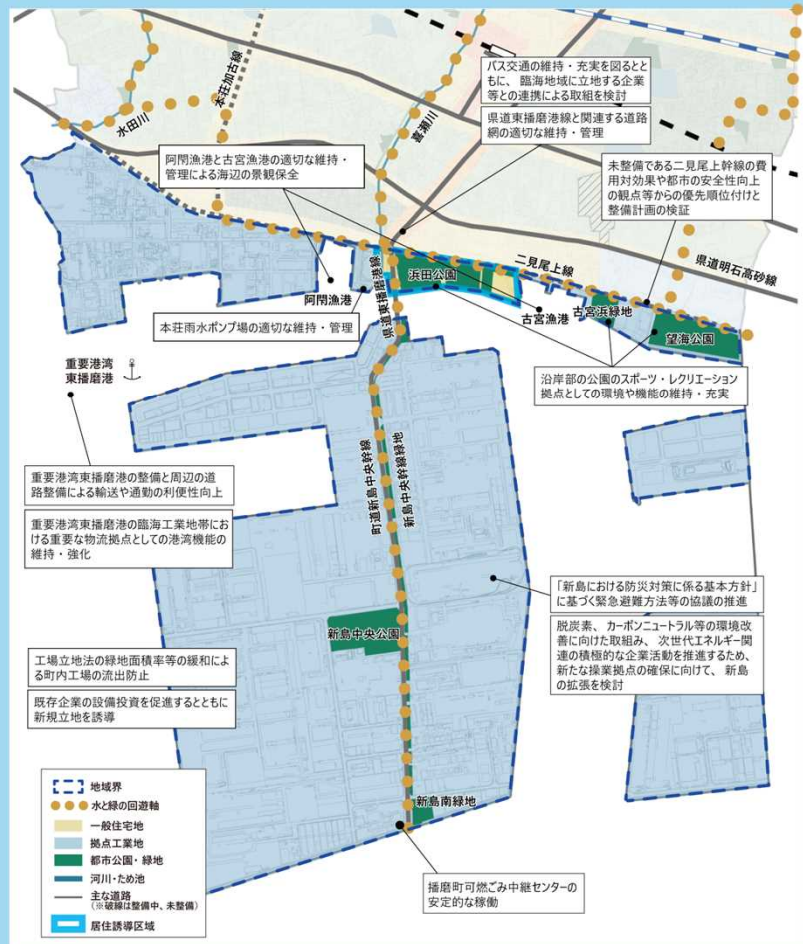 バス交通の維持・充実を図るとと
もに、臨海地域に立地する企業
等との連携による取組を検討
県道東播磨港線と関連する道路
網の適切な維持・管理
本荘加古線
水田川
喜瀬川
阿閇漁港と古宮漁港の適切な維持・
管理による海辺の景観保全
未整備である二見尾上幹線の費
用対効果や都市の安全性向上
の観点等からの優先順位付けと
整備計画の検証
二見尾上線
県道明石高砂線
浜田公園
阿閇漁港
県道東播磨港線
古宮漁港
古宮浜緑地
望海公園
本荘雨水ポンプ場の適切な維持・管理
重要港湾
東播磨港
沿岸部の公園のスポーツ・レクリエーション
拠点としての環境や機能の維持・充実
町道新島中央幹線
新島中央幹線緑地
重要港湾東播磨港の整備と周辺の道
路整備による輸送や通勤の利便性向上
重要港湾東播磨港の臨海工業地帯にお
ける重要な物流拠点としての港湾機能の
維持・強化
「新島における防災対策に係る基本方針」
に基づく緊急避難方法等の協議の推進
脱炭素、カーボンニュートラル等の環境改
善に向けた取組み、次世代エネルギー関
連の積極的な企業活動を推進するため、
新たな操業拠点の確保に向けて、新島
の拡張を検討
新島中央公園
工場立地法の緑地面積率等の緩和によ
る町内工場の流出防止
既存企業の設備投資を促進するとともに
新規立地を誘導
地域界
水と緑の回遊軸
一般住宅地
拠点工業地
都市公園・緑地
河川・ため池
主な道路
(※破線は整備中、未整備)
居住誘導区域
新島南緑地
播磨町可燃ごみ中継センターの
安定的な稼働